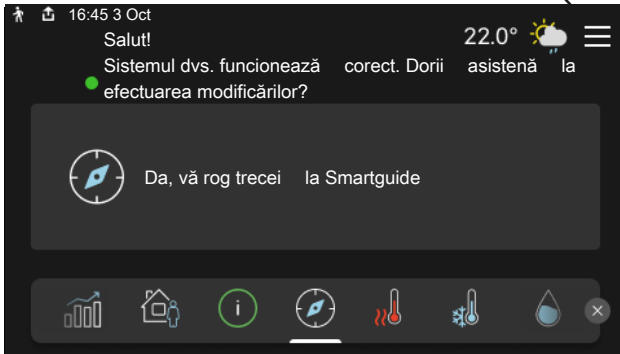 16:45 3 Oct
Salut!
22.0°
Sistemul dvs. funcionează corect. Dorii asistenă la
efectuarea modificărilor?
Da, vă rog trecei la Smartguide
i